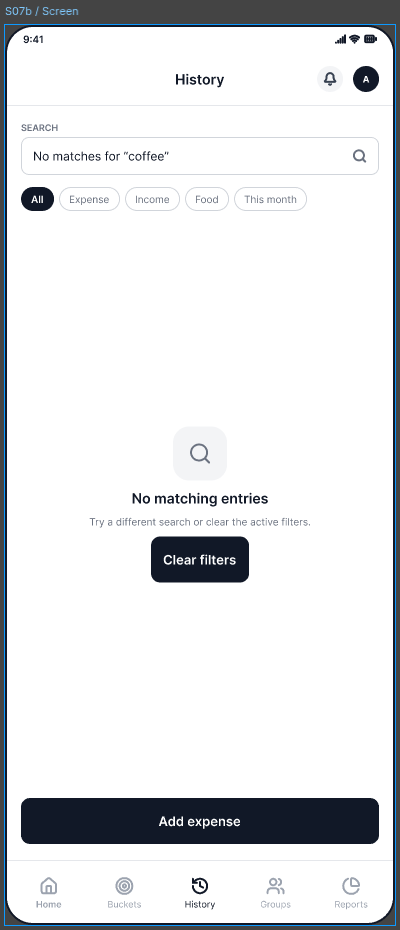 S07b / Screen
9:41
History
A
SEARCH
No matches for “coffee”
All Expense Income Food This month
No matching entries
Try a different search or clear the active filters.
Clear filters
Add expense
Home Buckets History Groups Reports